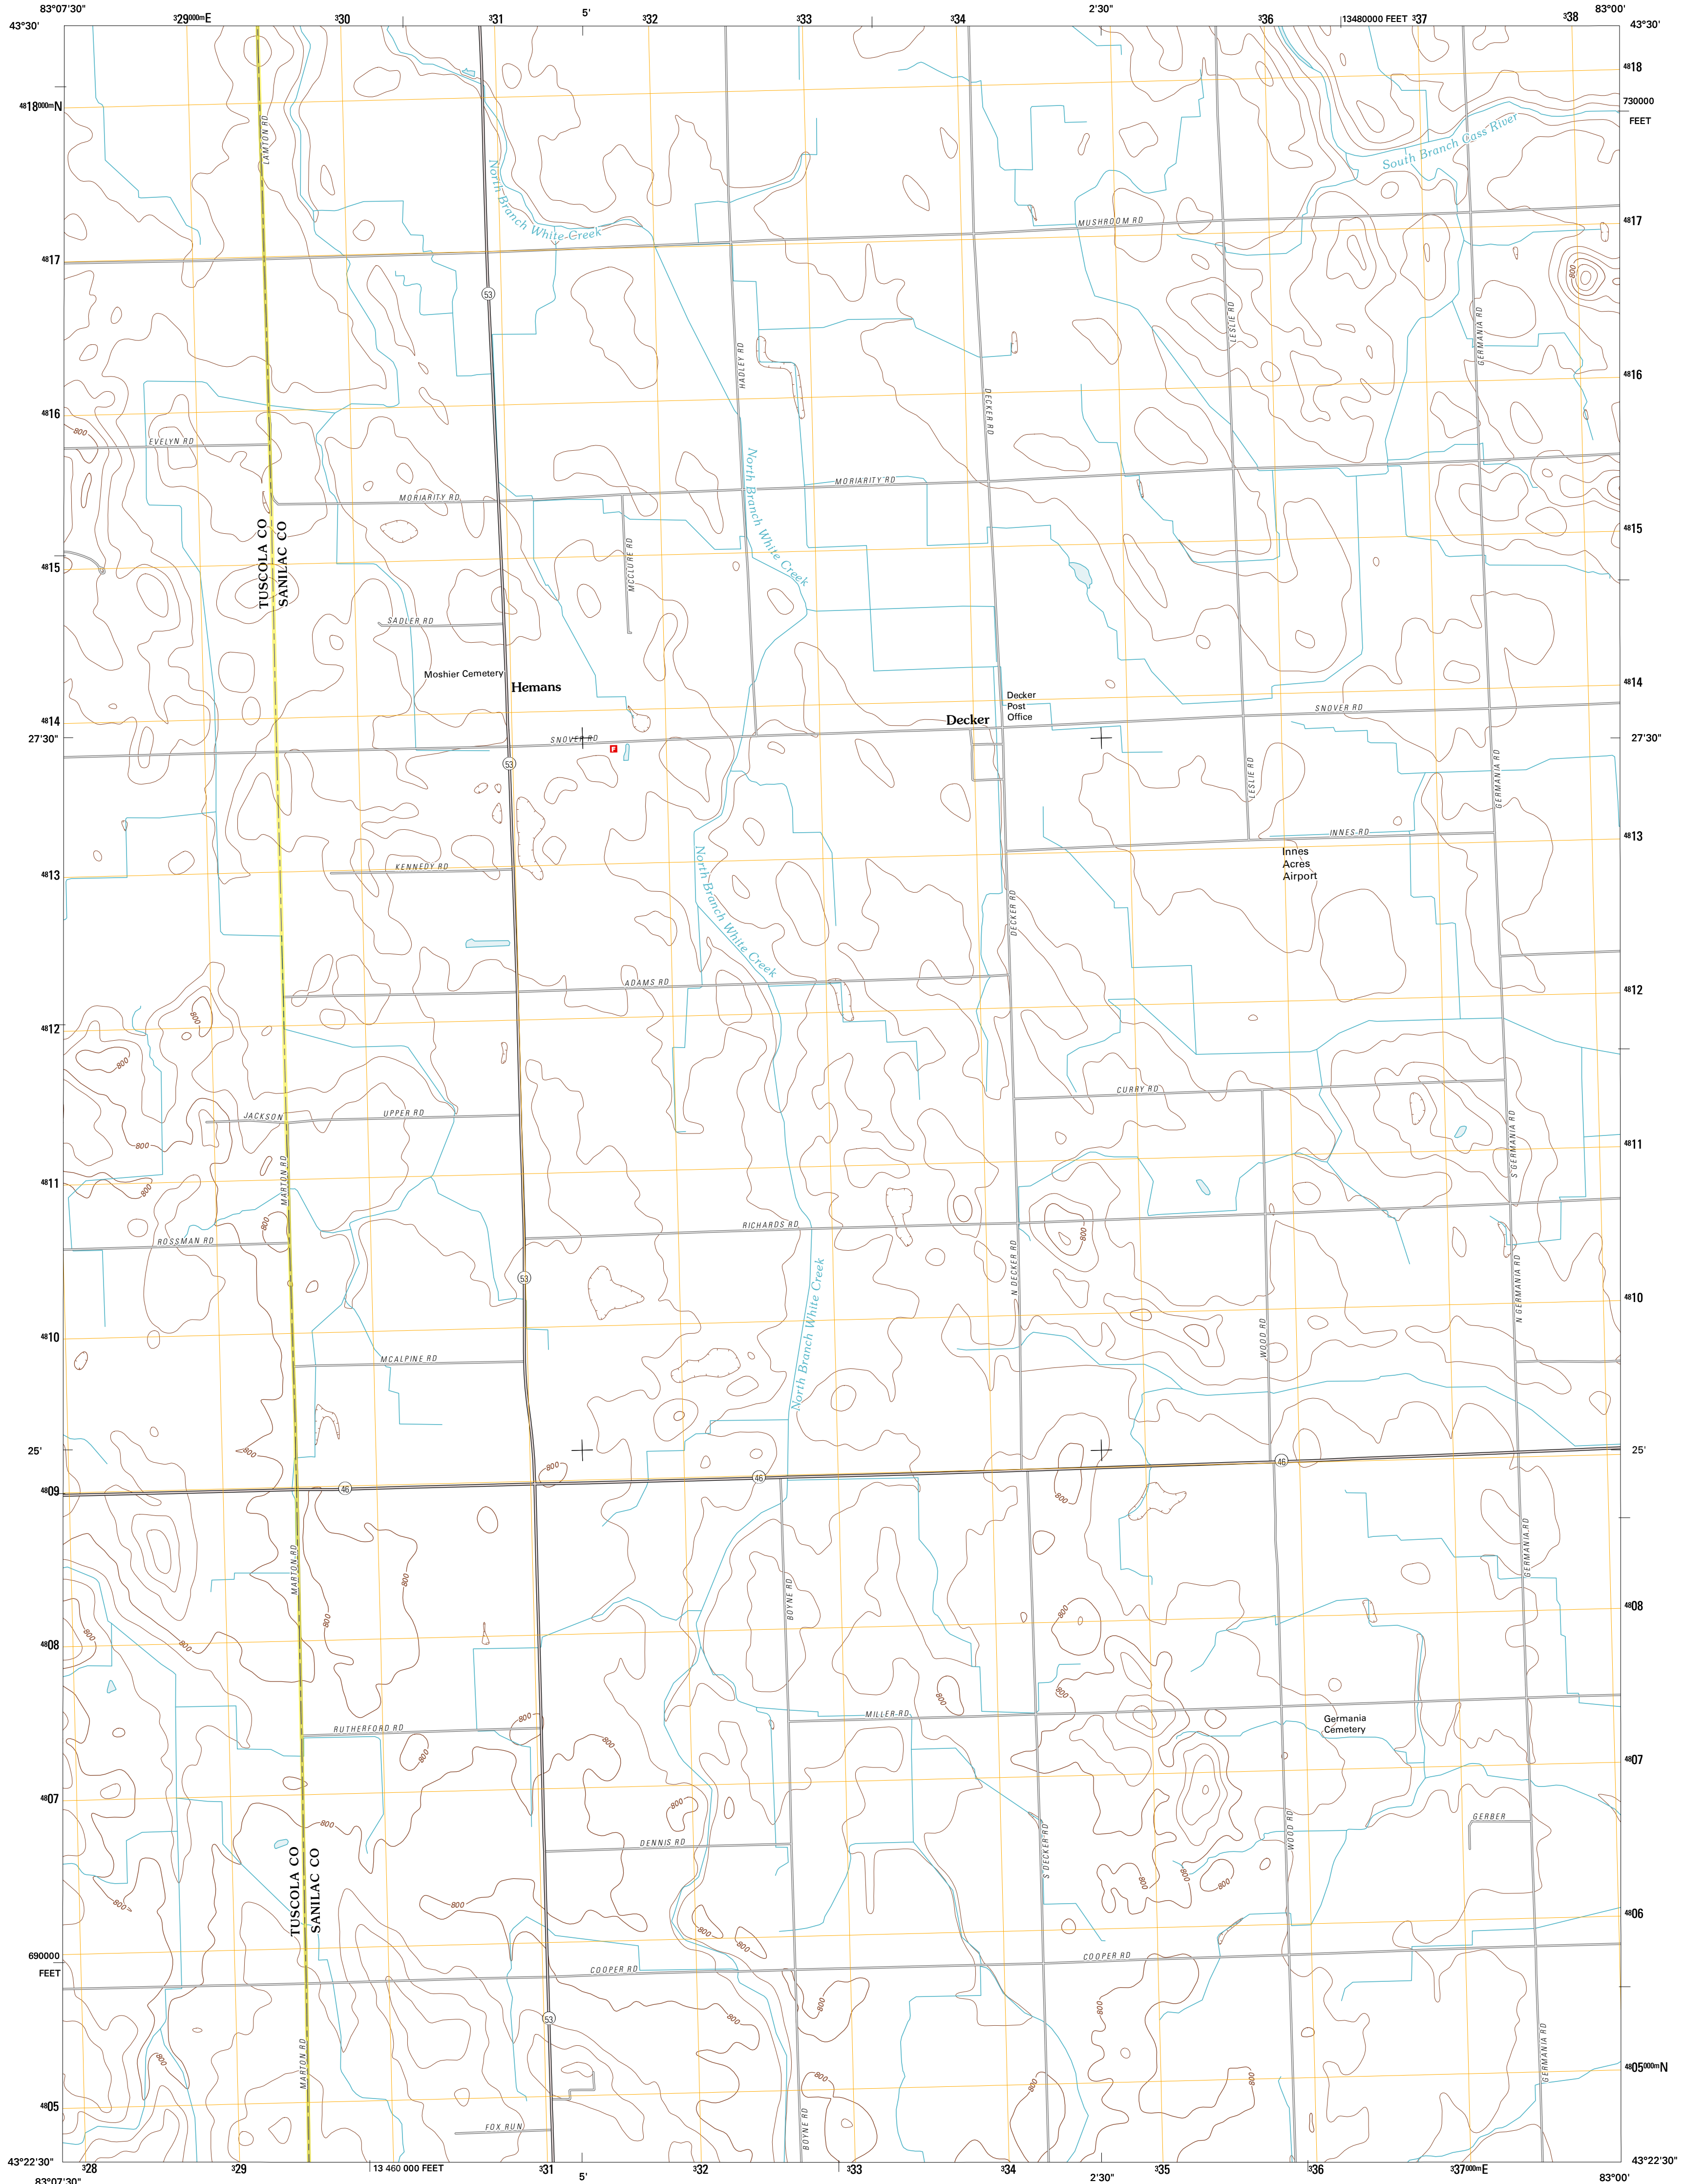 83°07'30"
329000mE
330
331
5'
332
333
334
2'30"
336
13480000 FEET
337
338
83°00'
43°30'
43°30'
4818
4818000mN
730000
FEET
LAMTON RD
South Branch Cass River
North Branch White Creek
MUSHROOM RD
4817
4817
800
53
LESLIE RD
GERMANIA RD
HADLEY RD
DECKER RD
4816
4816
800
EVELYN RD
MORIARITY RD
MORIARITY RD
North Branch White Creek
TUSCOLA CO
SANILAC CO
4815
4815
MCCLURE RD
SADLER RD
Moshier Cemetery
Hemans
4814
4814
Decker
Post
Office
Decker
SNOVER RD
SNOVER RD
F
27'30"
27'30"
53
LESLIE RD
GERMANIA RD
INNES RD
4813
4813
Innes
Acres
Airport
KENNEDY RD
North Branch White Creek
DECKER RD
ADAMS RD
4812
4812
800
800
CURRY RD
JACKSON
UPPER RD
800
S GERMANIA RD
4811
4811
MARTON RD
800
800
RICHARDS RD
800
ROSSMAN RD
N DECKER RD
N GERMANIA RD
53
North Branch White Creek
4810
4810
WOOD RD
MCALPINE RD
25'
25'
800
800
46
46
46
800
4809
MARTON RD
GERMANIA RD
800
800
BOYNE RD
800
4808
4808
800
800
800
800
MILLER RD
800
RUTHERFORD RD
800
800
Germania
Cemetery
4807
4807
800
800
WOOD RD
GERBER
DENNIS RD
S DECKER RD
TUSCOLA CO
SANILAC CO
800
800
800
800
800
800
800
4806
690000
FEET
COOPER RD
COOPER RD
800
800
800
53
MARTON RD
GERMANIA RD
800
800
800
800
4805000mN
4805
FOX RUN
BOYNE RD
43°22'30"
43°22'30"
328
329
13 460 000 FEET
331
5'
332
333
334
2'30"
335
336
337000mE
83°07'30"
83°00'